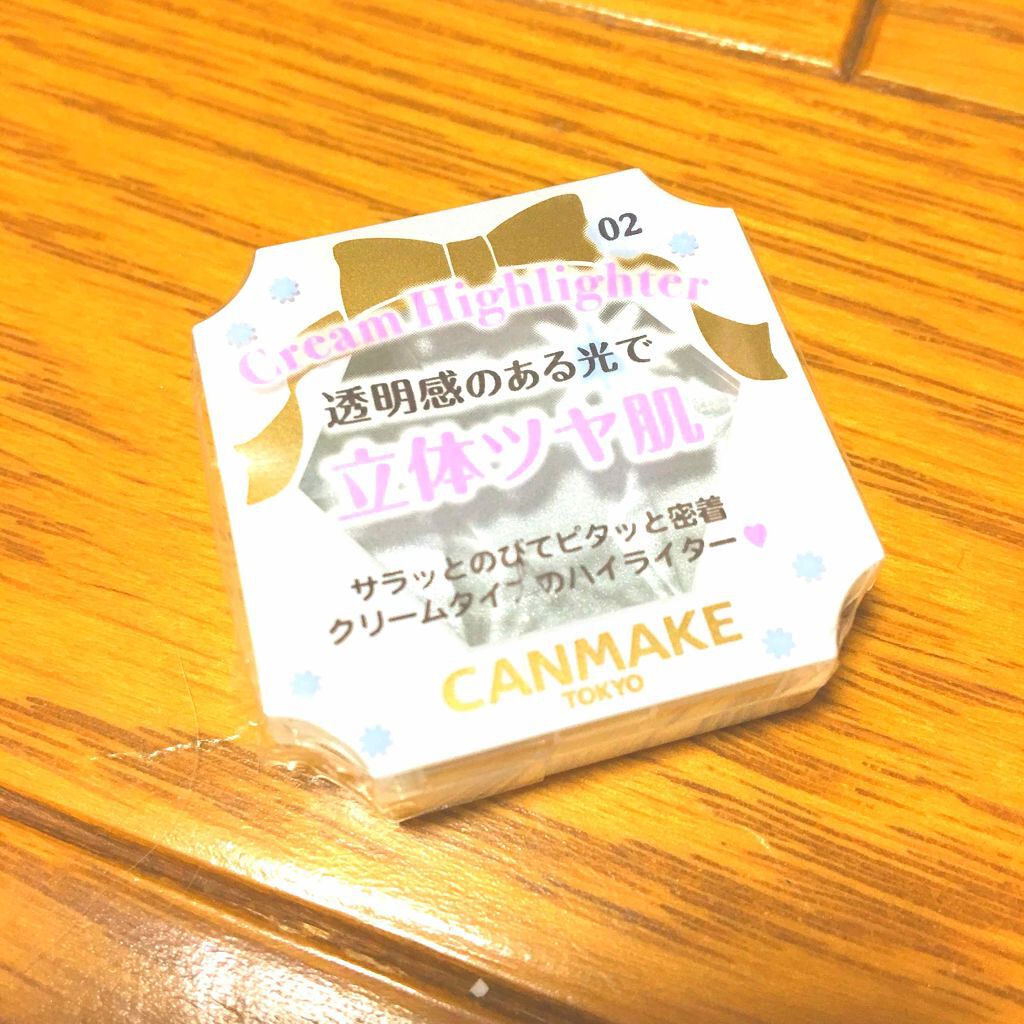 02
Cream Highlighter
透明感のある光で
立体ツヤ肌
サラッとのびてピタッと密着
クリームタイプのハイライター♥
CANMAKE
TOKYO